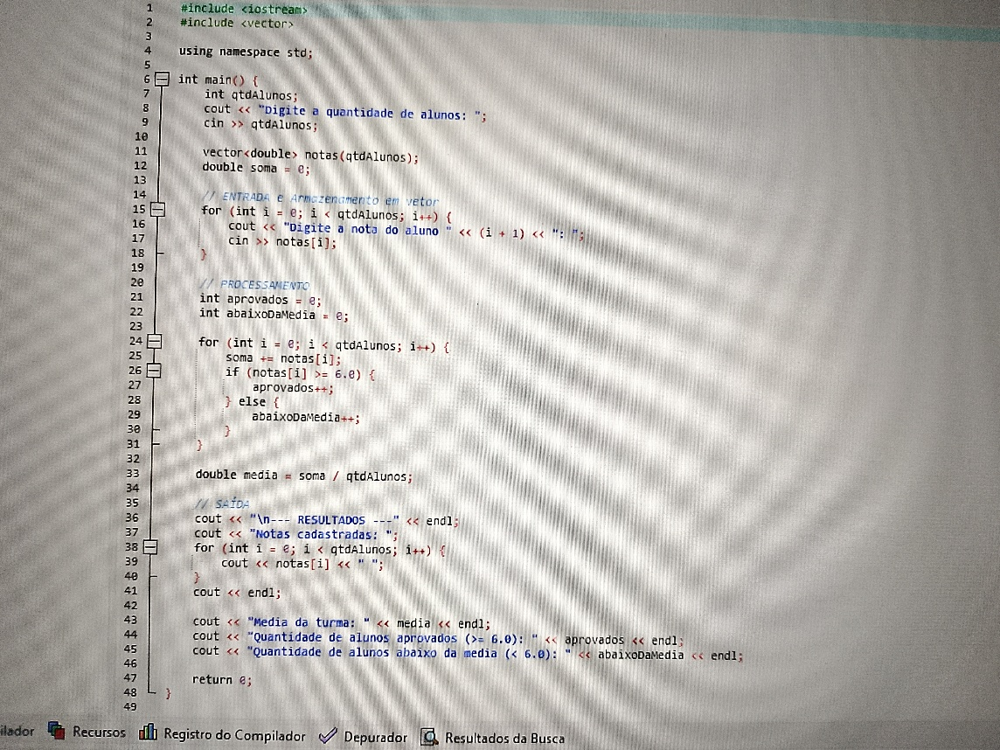 1 #include <iostream>
2 #include <vector>
3
4 using namespace std;
5
6 int main() {
7 int qtdAlunos;
8 cout << "Digite a quantidade de alunos: ";
9 cin >> qtdAlunos;
10
11 vector<double> notas(qtdAlunos);
12 double soma = 0;
13
14 // ENTRADA e Armazenamento em vetor
15 for (int i = 0; i < qtdAlunos; i++) {
16 cout << "Digite a nota do aluno " << (i + 1) << ": ";
17 cin >> notas[i];
18 }
19
20 // PROCESSAMENTO
21 int aprovados = 0;
22 int abaixoDaMedia = 0;
23
24 for (int i = 0; i < qtdAlunos; i++) {
25 soma += notas[i];
26 if (notas[i] >= 6.0) {
27 aprovados++;
28 } else {
29 abaixoDaMedia++;
30 }
31 }
32
33 double media = soma / qtdAlunos;
34
35 // SAÍDA
36 cout << "\n--- RESULTADOS ---" << endl;
37 cout << "Notas cadastradas: ";
38 for (int i = 0; i < qtdAlunos; i++) {
39 cout << notas[i] << " ";
40 }
41 cout << endl;
42
43 cout << "Media da turma: " << media << endl;
44 cout << "Quantidade de alunos aprovados (>= 6.0): " << aprovados << endl;
45 cout << "Quantidade de alunos abaixo da media (< 6.0): " << abaixoDaMedia << endl;
46
47 return 0;
48 }
49
ilador Recursos Registro do Compilador Depurador Resultados da Busca